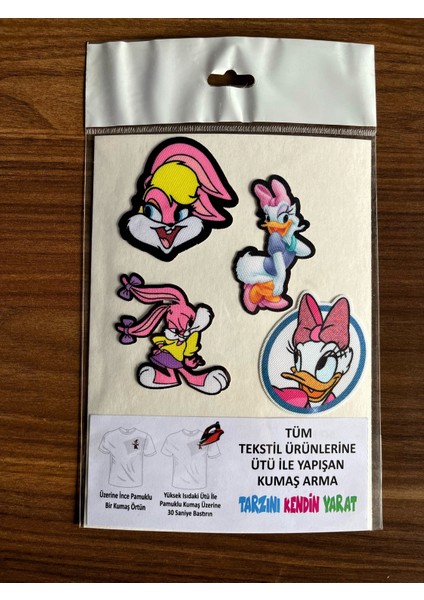 TÜM
TEKSTİL ÜRÜNLERİNE
ÜTÜ İLE YAPIŞAN
KUMAŞ ARMA
TARZINI KENDİN YARAT
Üzerine İnce Pamuklu
Bir Kumaş Örtün
Yüksek Isıdaki Ütü İle
Pamuklu Kumaş Üzerine
30 Saniye Bastırın